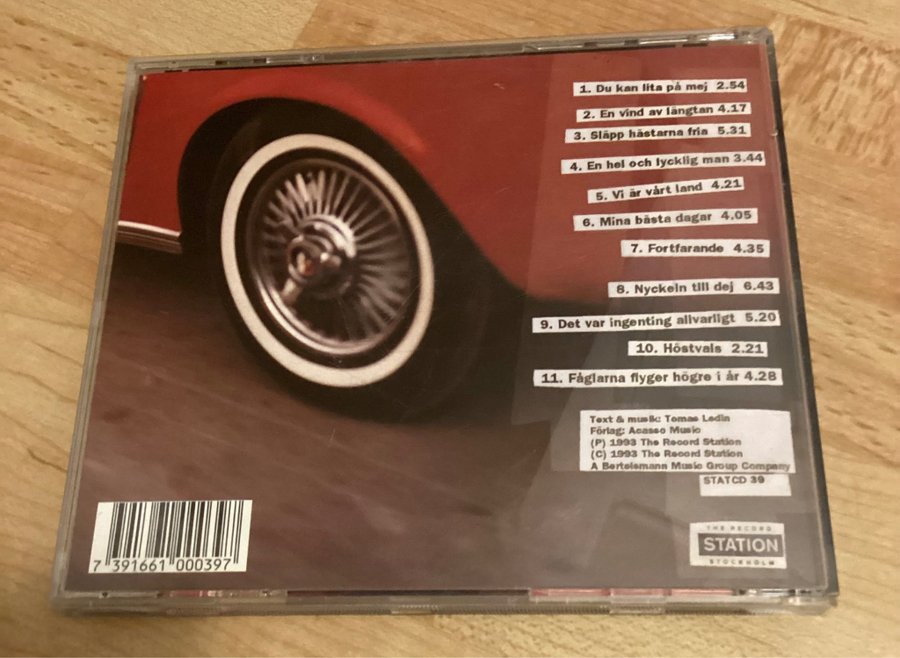 1. Du kan lita på mej 2.54
2. En vind av längtan 4.17
3. Släpp hästarna fria 5.31
4. En hel och lycklig man 3.44
5. Vi är vårt land 4.21
6. Mina bästa dagar 4.05
7. Fortfarande 4.35
8. Nyckeln till dej 6.43
9. Det var ingenting allvarligt 5.20
10. Höstvals 2.21
11. Fåglarna flyger högre i år 4.28
Text & musik: Tomas Ledin
Förlag: Acasso Music
(P) 1993 The Record Station
(C) 1993 The Record Station
A Bertelsmann Music Group Company
STATCD 39
7 391661 000397
THE RECORD
STATION
STOCKHOLM